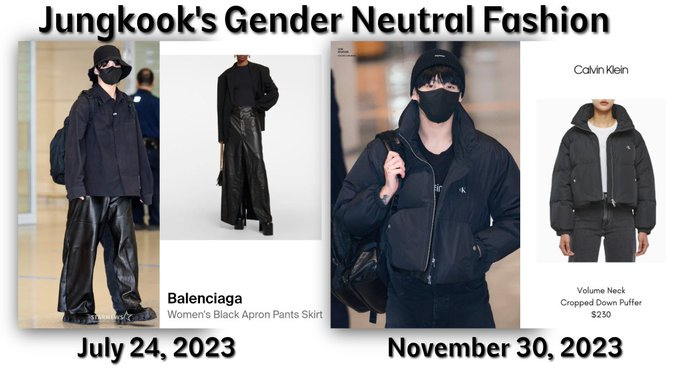 Jungkook's Gender Neutral Fashion
STARNEWS
Balenciaga
Women's Black Apron Pants Skirt
Calvin Klein
Volume Neck
Cropped Down Puffer
$230
July 24, 2023
November 30, 2023